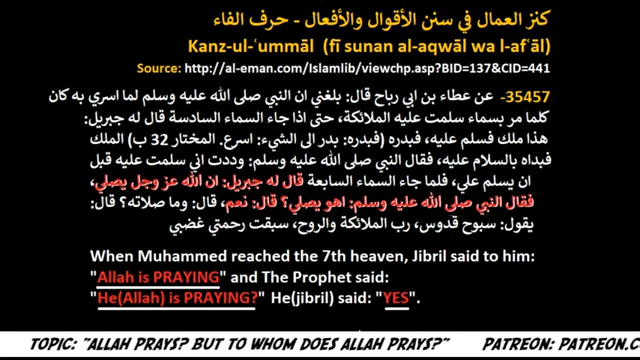 كنز العمال في سنن الأقوال والأفعال - حرف الفاء
Kanz-ul-ʿummāl (fī sunan al-aqwāl wa l-afʿāl)
Source: http://al-eman.com/Islamlib/viewchp.asp?BID=137&CID=441
35457- عن عطاء بن ابي رباح قال: بلغني ان النبي صلى الله عليه وسلم لما اسري به كان
كلما مر بسماء سلمت عليه الملائكة، حتى اذا جاء السماء السادسة قال له جبريل:
هذا ملك فسلم عليه، فبدره (فبدره: بدر الى الشيء: اسرع. المختار 32 ب) الملك
فبداه بالسلام عليه، فقال النبي صلى الله عليه وسلم: وددت اني سلمت عليه قبل
ان يسلم علي، فلما جاء السماء السابعة قال له جبريل: ان الله عز وجل يصلي،
فقال النبي صلى الله عليه وسلم: اهو يصلي؟ قال: نعم، قال: وما صلاته؟ قال:
يقول: سبوح قدوس، رب الملائكة والروح، سبقت رحمتي غضبي
When Muhammed reached the 7th heaven, Jibril said to him:
"Allah is PRAYING" and The Prophet said:
"He(Allah) is PRAYING?" He(jibril) said: "YES".
TOPIC: "ALLAH PRAYS? BUT TO WHOM DOES ALLAH PRAYS?" PATREON: PATREON.C